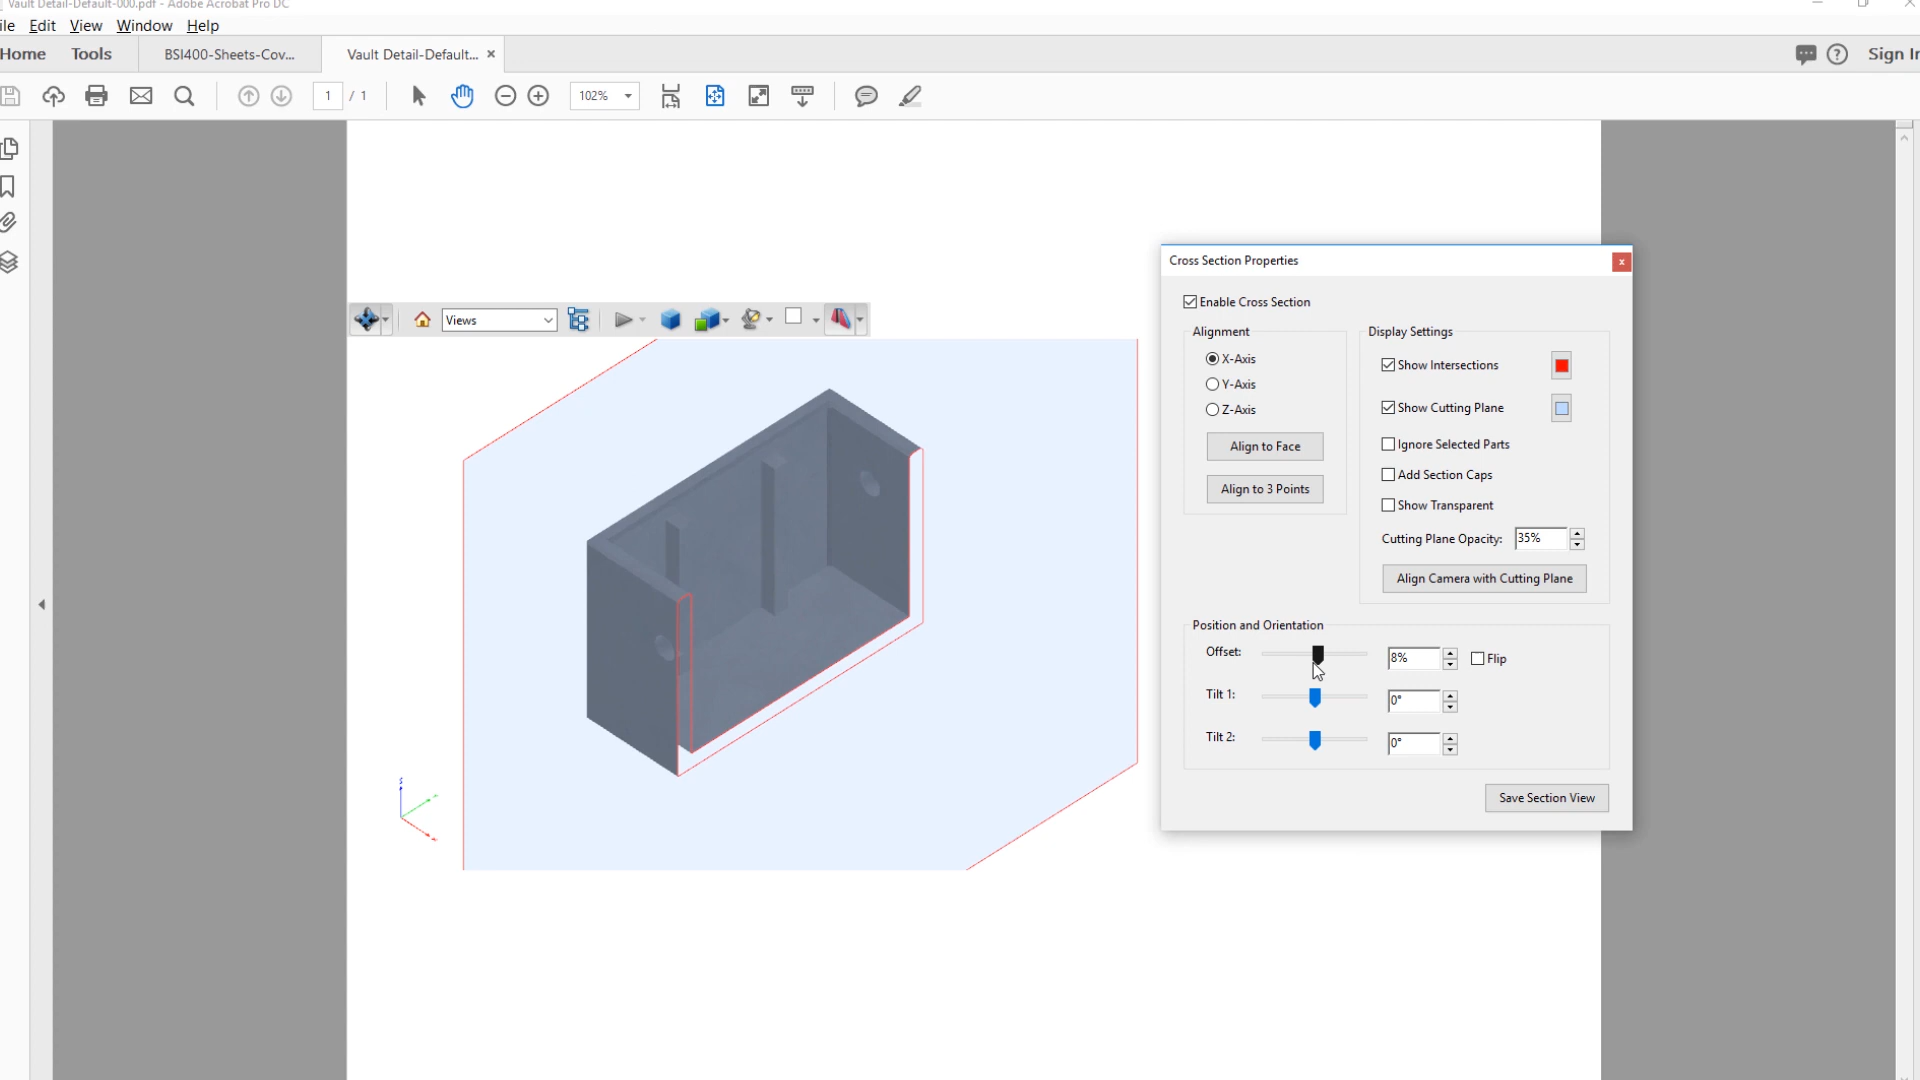 Vault Detail-Default-000.pdf - Adobe Acrobat Pro DC
ile Edit View Window Help
Home Tools BSI400-Sheets-Cov... Vault Detail-Default... × Sign In
1 / 1 102%
Cross Section Properties
x
Enable Cross Section
Views
Alignment
Display Settings
X-Axis
Show Intersections
Y-Axis
Show Cutting Plane
Z-Axis
Align to Face
Ignore Selected Parts
Add Section Caps
Align to 3 Points
Show Transparent
Cutting Plane Opacity: 35%
Align Camera with Cutting Plane
Position and Orientation
Offset: 8% Flip
Tilt 1: 0°
Tilt 2: 0°
Save Section View